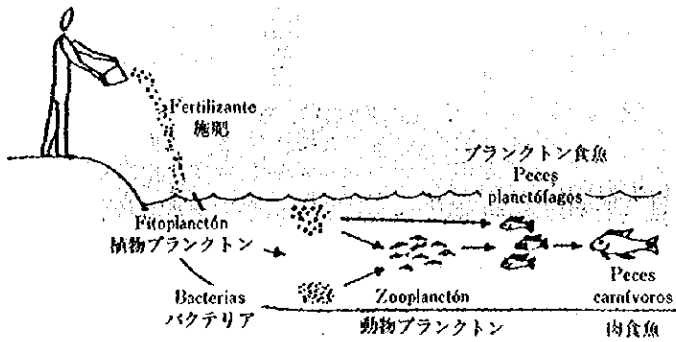 Fertilizante
施肥
プランクトン食魚
Peces
planctófagos
Fitoplanctón
植物プランクトン
Bacterias
バクテリア
Zooplanctón
動物プランクトン
Peces
carnívoros
肉食魚